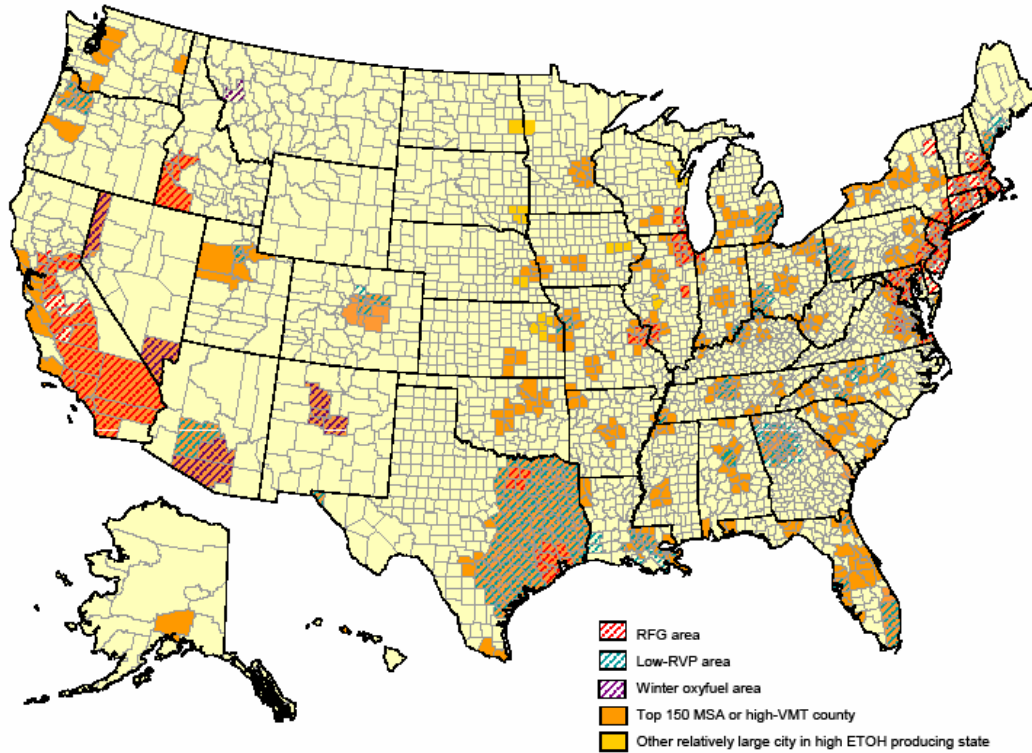 RFG area
Low-RVP area
Winter oxyfuel area
Top 150 MSA or high-VMT county
Other relatively large city in high ETOH producing state